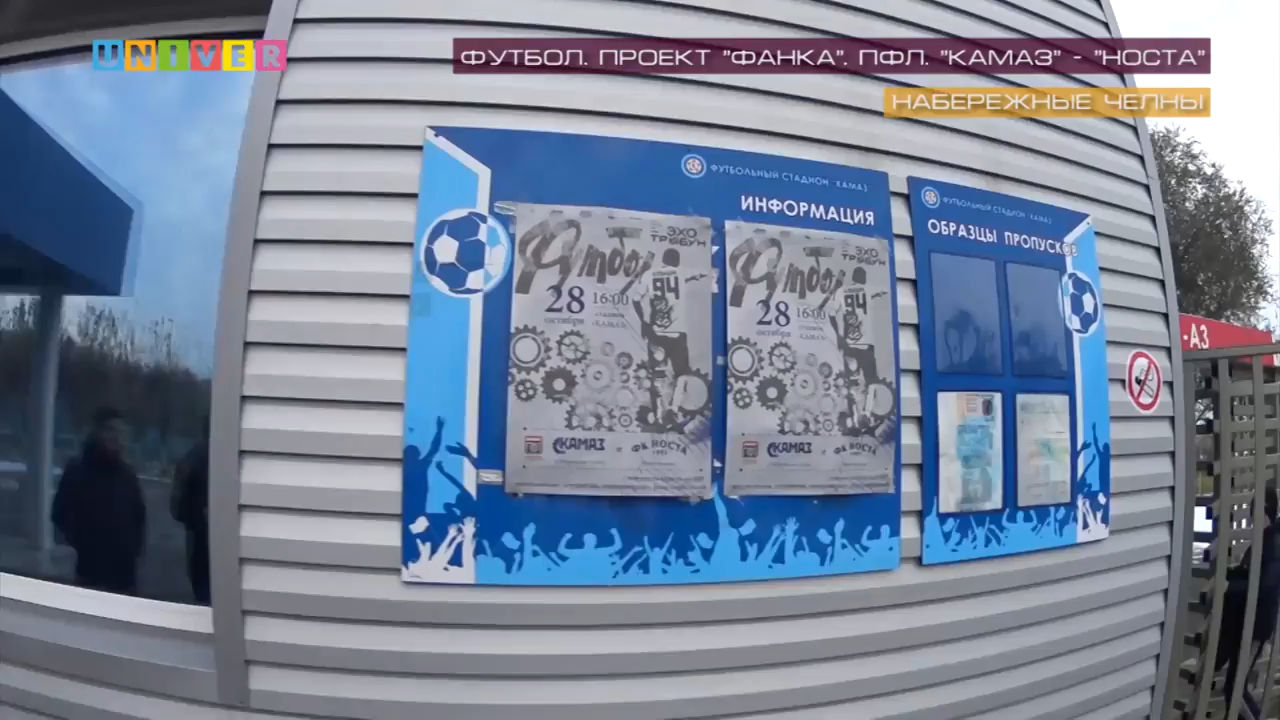 UNIVER
ФУТБОЛ. ПРОЕКТ "ФАНКА". ПФЛ. "КАМАЗ" - "НОСТА"
НАБЕРЕЖНЫЕ ЧЕЛНЫ
ФУТБОЛЬНЫЙ СТАДИОН "КАМАЗ"
ИНФОРМАЦИЯ
ЭХО
ТРИБУН
Футбол
94
28
октября
16:00
стадион
«КАМАЗ»
КАМАЗ
ФК НОСТА
ЭХО
ТРИБУН
Футбол
94
28
октября
16:00
стадион
«КАМАЗ»
КАМАЗ
ФК НОСТА
ФУТБОЛЬНЫЙ СТАДИОН "КАМАЗ"
ОБРАЗЦЫ ПРОПУСКОВ
-АЗ